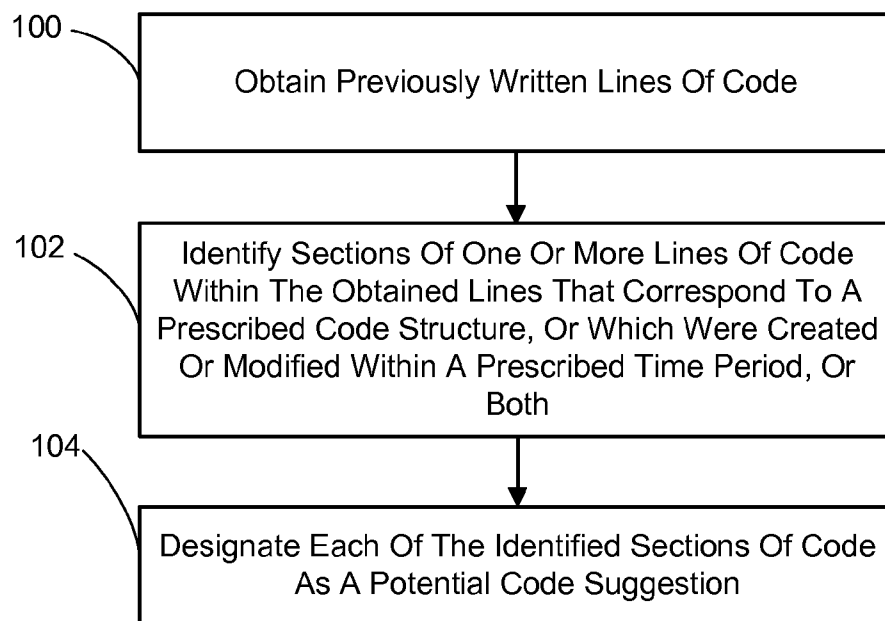 100
Obtain Previously Written Lines Of Code
102
Identify Sections Of One Or More Lines Of Code
Within The Obtained Lines That Correspond To A
Prescribed Code Structure, Or Which Were Created
Or Modified Within A Prescribed Time Period, Or
Both
104
Designate Each Of The Identified Sections Of Code
As A Potential Code Suggestion